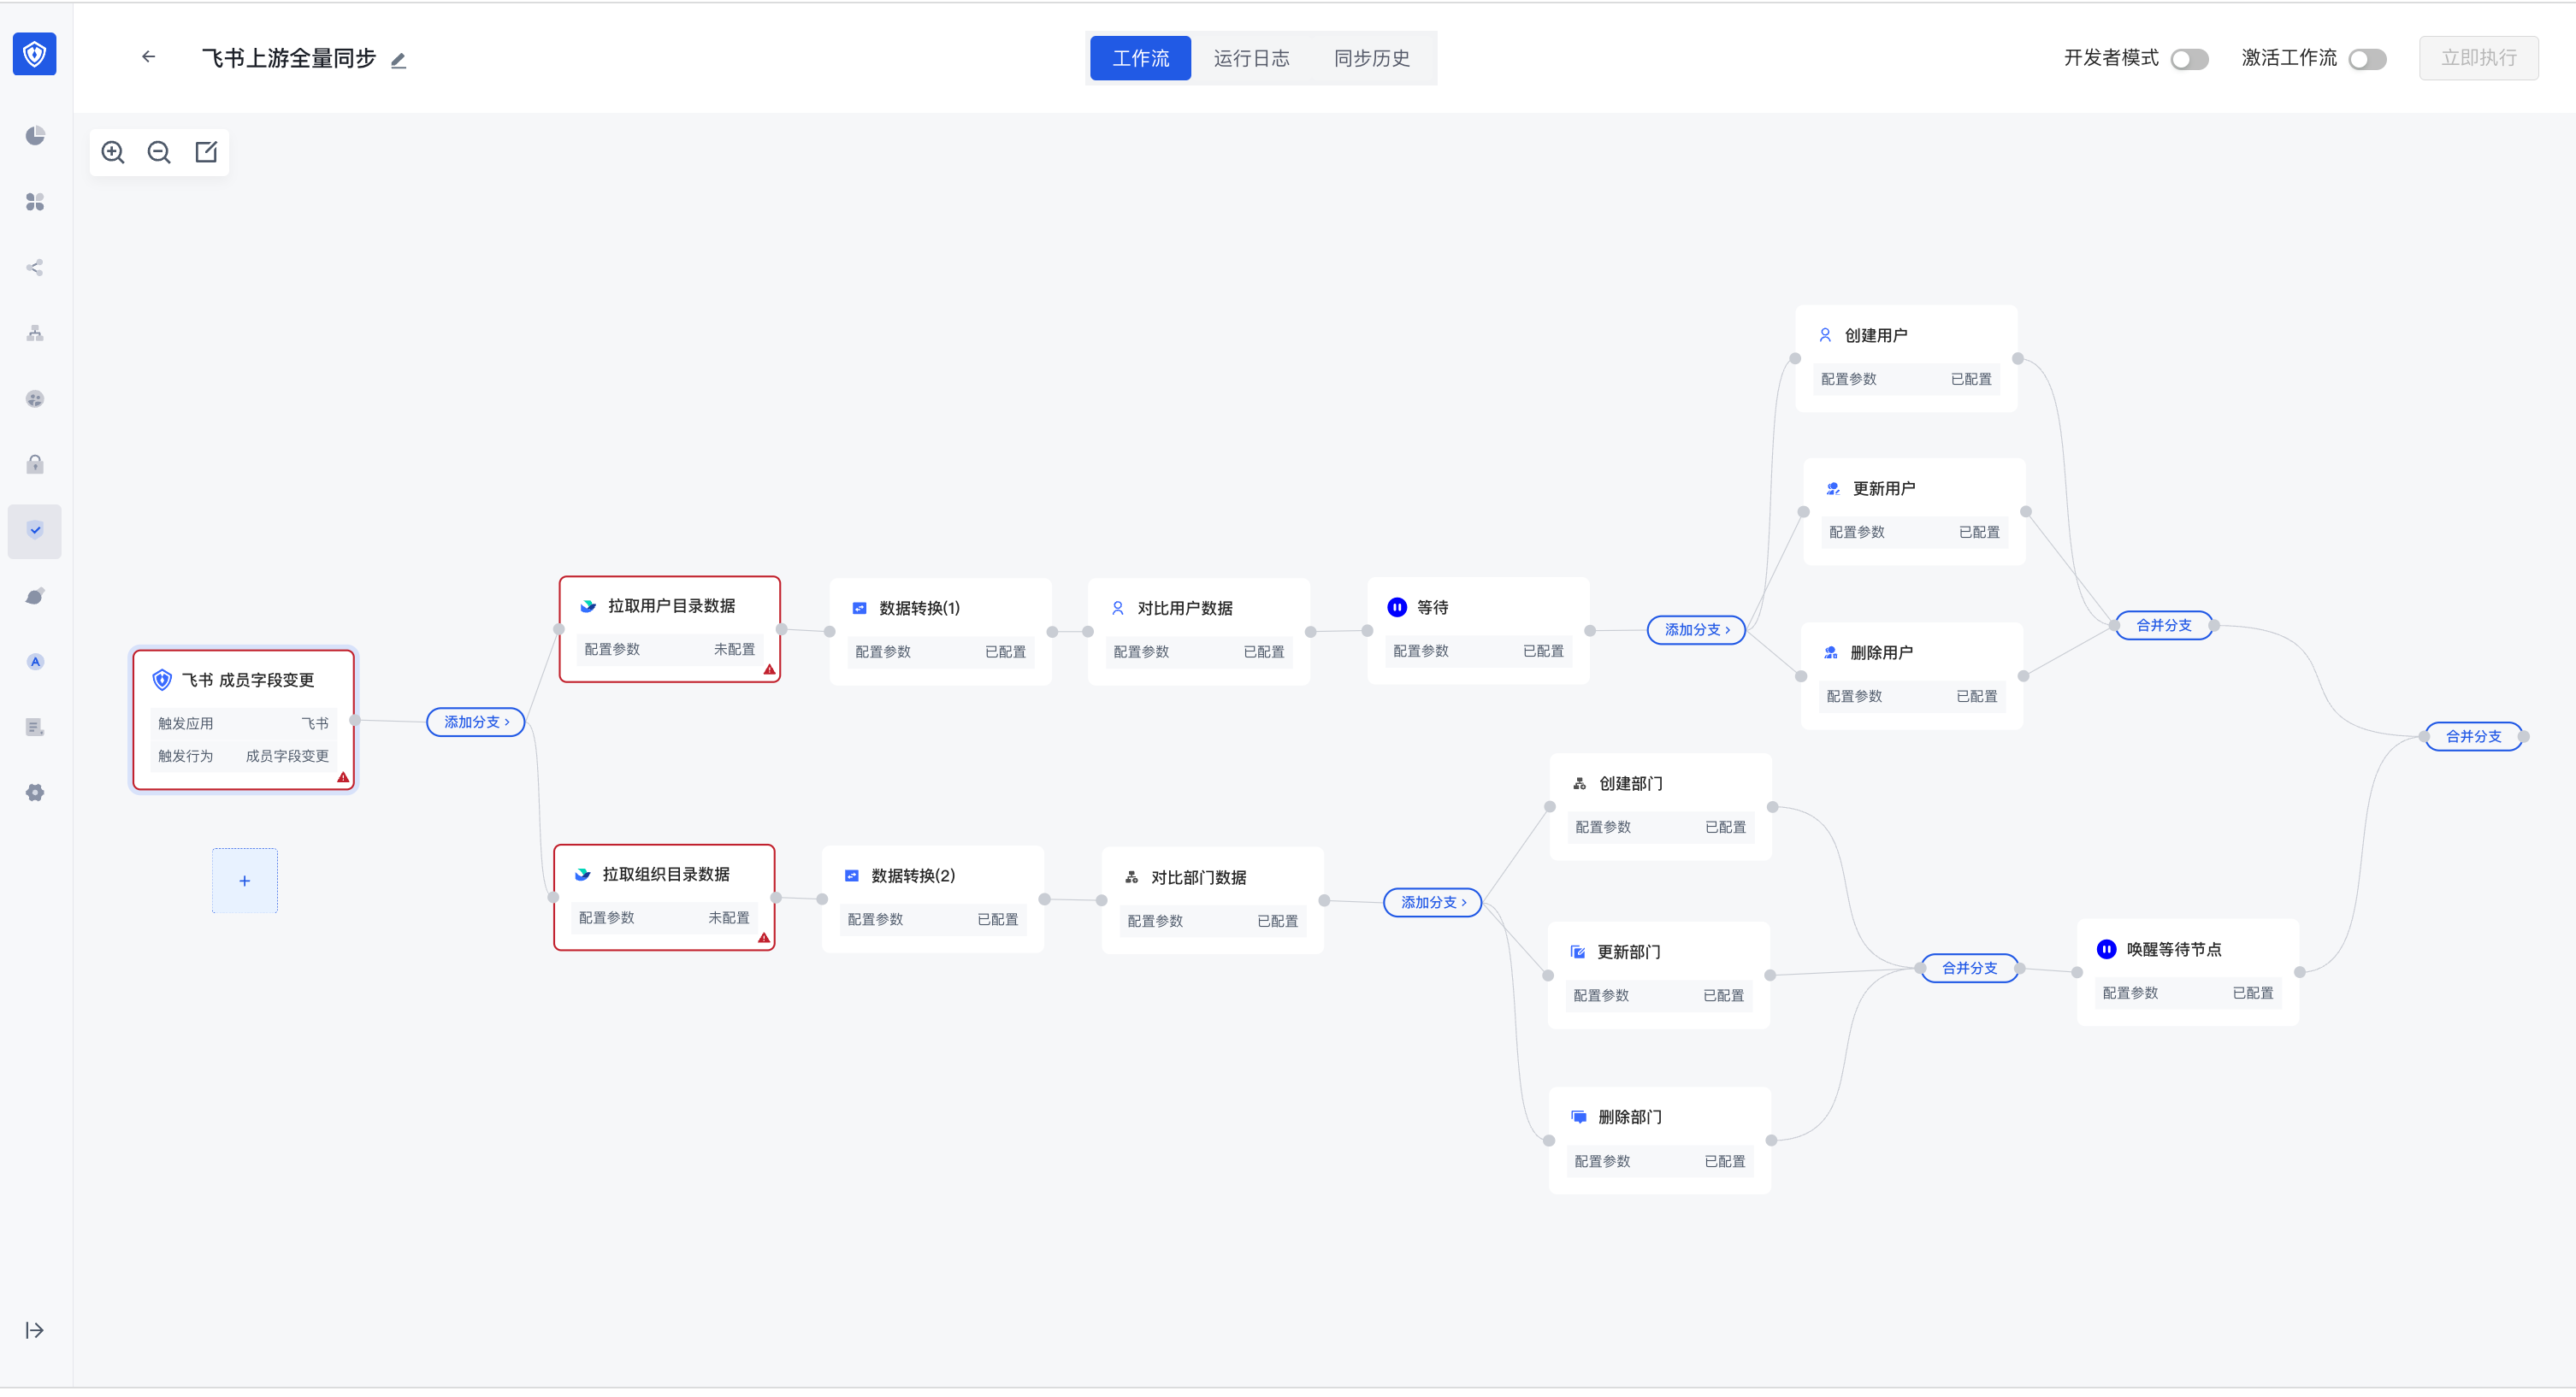 飞书上游全量同步
工作流
运行日志
同步历史
开发者模式
激活工作流
立即执行
飞书 成员字段变更
触发应用 飞书
触发行为 成员字段变更
+
添加分支 >
拉取用户目录数据
配置参数 未配置
数据转换(1)
配置参数 已配置
对比用户数据
配置参数 已配置
等待
配置参数 已配置
添加分支 >
创建用户
配置参数 已配置
更新用户
配置参数 已配置
删除用户
配置参数 已配置
合并分支
拉取组织目录数据
配置参数 未配置
数据转换(2)
配置参数 已配置
对比部门数据
配置参数 已配置
添加分支 >
创建部门
配置参数 已配置
更新部门
配置参数 已配置
删除部门
配置参数 已配置
合并分支
唤醒等待节点
配置参数 已配置
合并分支
A